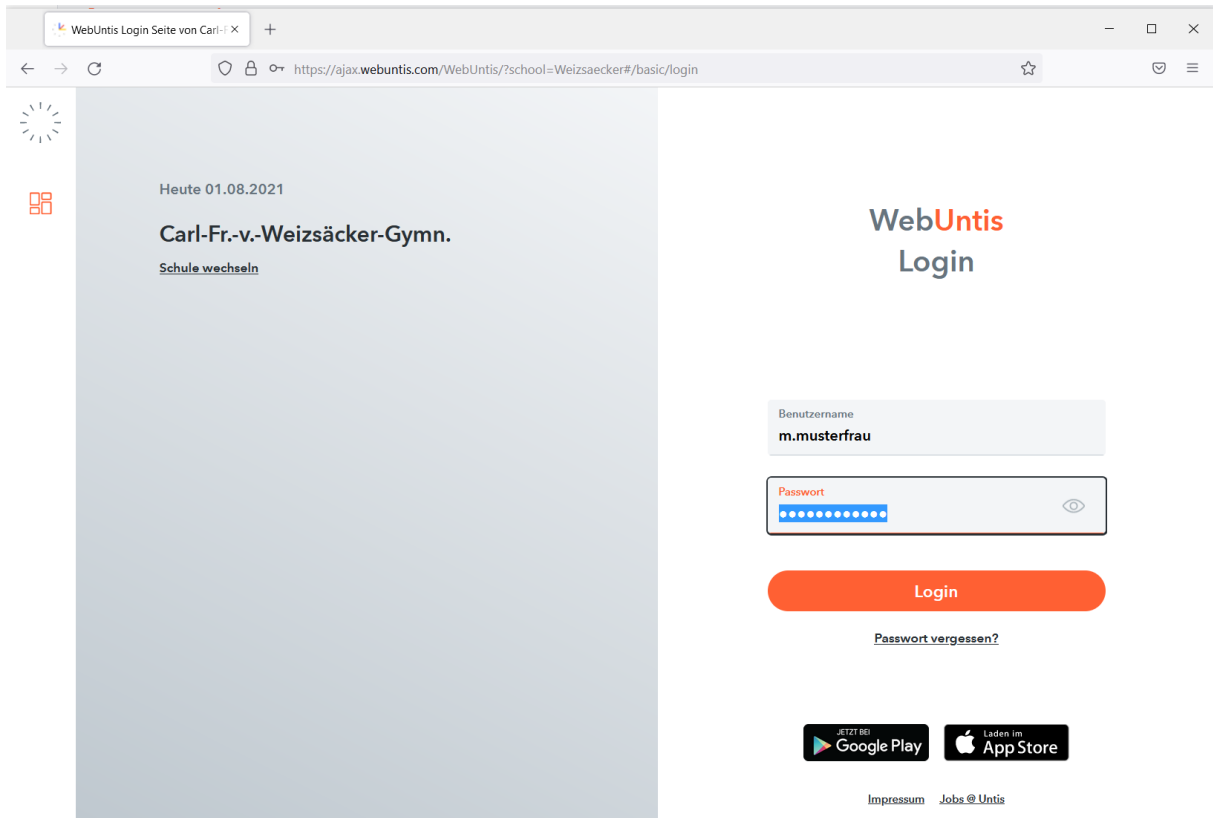 WebUntis Login Seite von Carl-F
https://ajax.webuntis.com/WebUntis/?school=Weizsaecker#/basic/login
Heute 01.08.2021
Carl-Fr.-v.-Weizsäcker-Gymn.
Schule wechseln
WebUntis
Login
Benutzername
m.musterfrau
Passwort
••••••••••••
Login
Passwort vergessen?
JETZT BEI
Google Play
Laden im
App Store
Impressum Jobs @ Untis